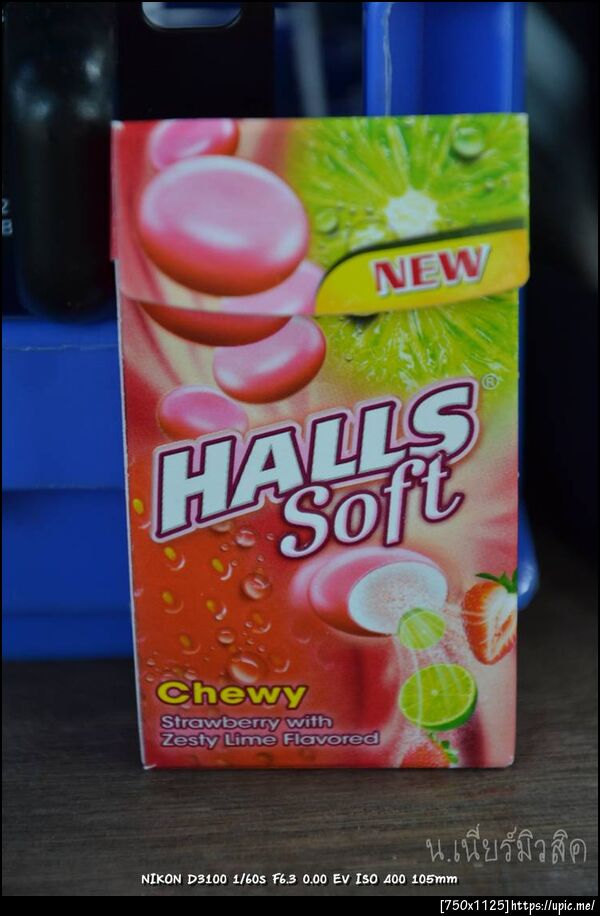 NEW
HALLS®
Soft
Chewy
Strawberry with
Zesty Lime Flavored
น.เนียร์มิวสิค
NIKON D3100 1/60s F6.3 0.00 EV ISO 400 105mm
[750x1125]https://upic.me/